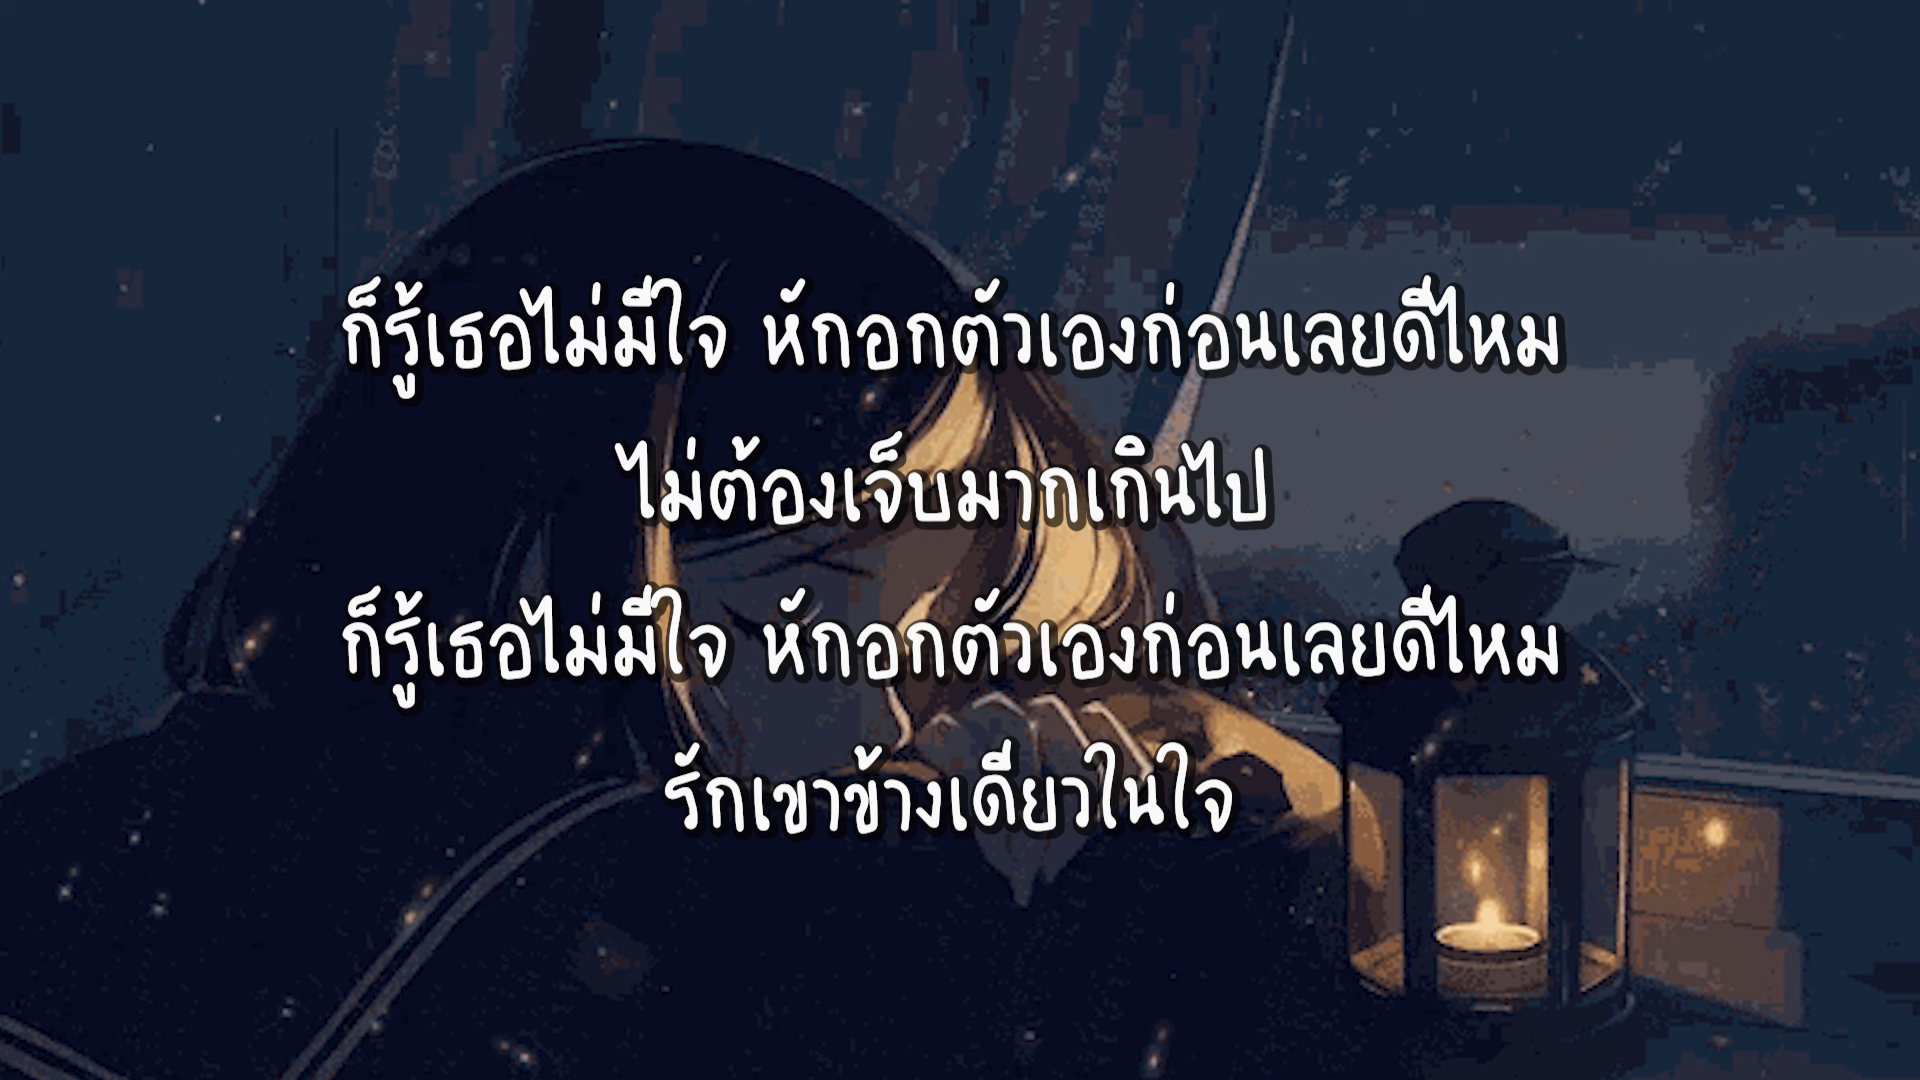 ก็รู้เธอไม่มีใจ หักอกตัวเองก่อนเลยดีไหม
ไม่ต้องเจ็บมากเกินไป
ก็รู้เธอไม่มีใจ หักอกตัวเองก่อนเลยดีไหม
รักเขาข้างเดียวในใจ